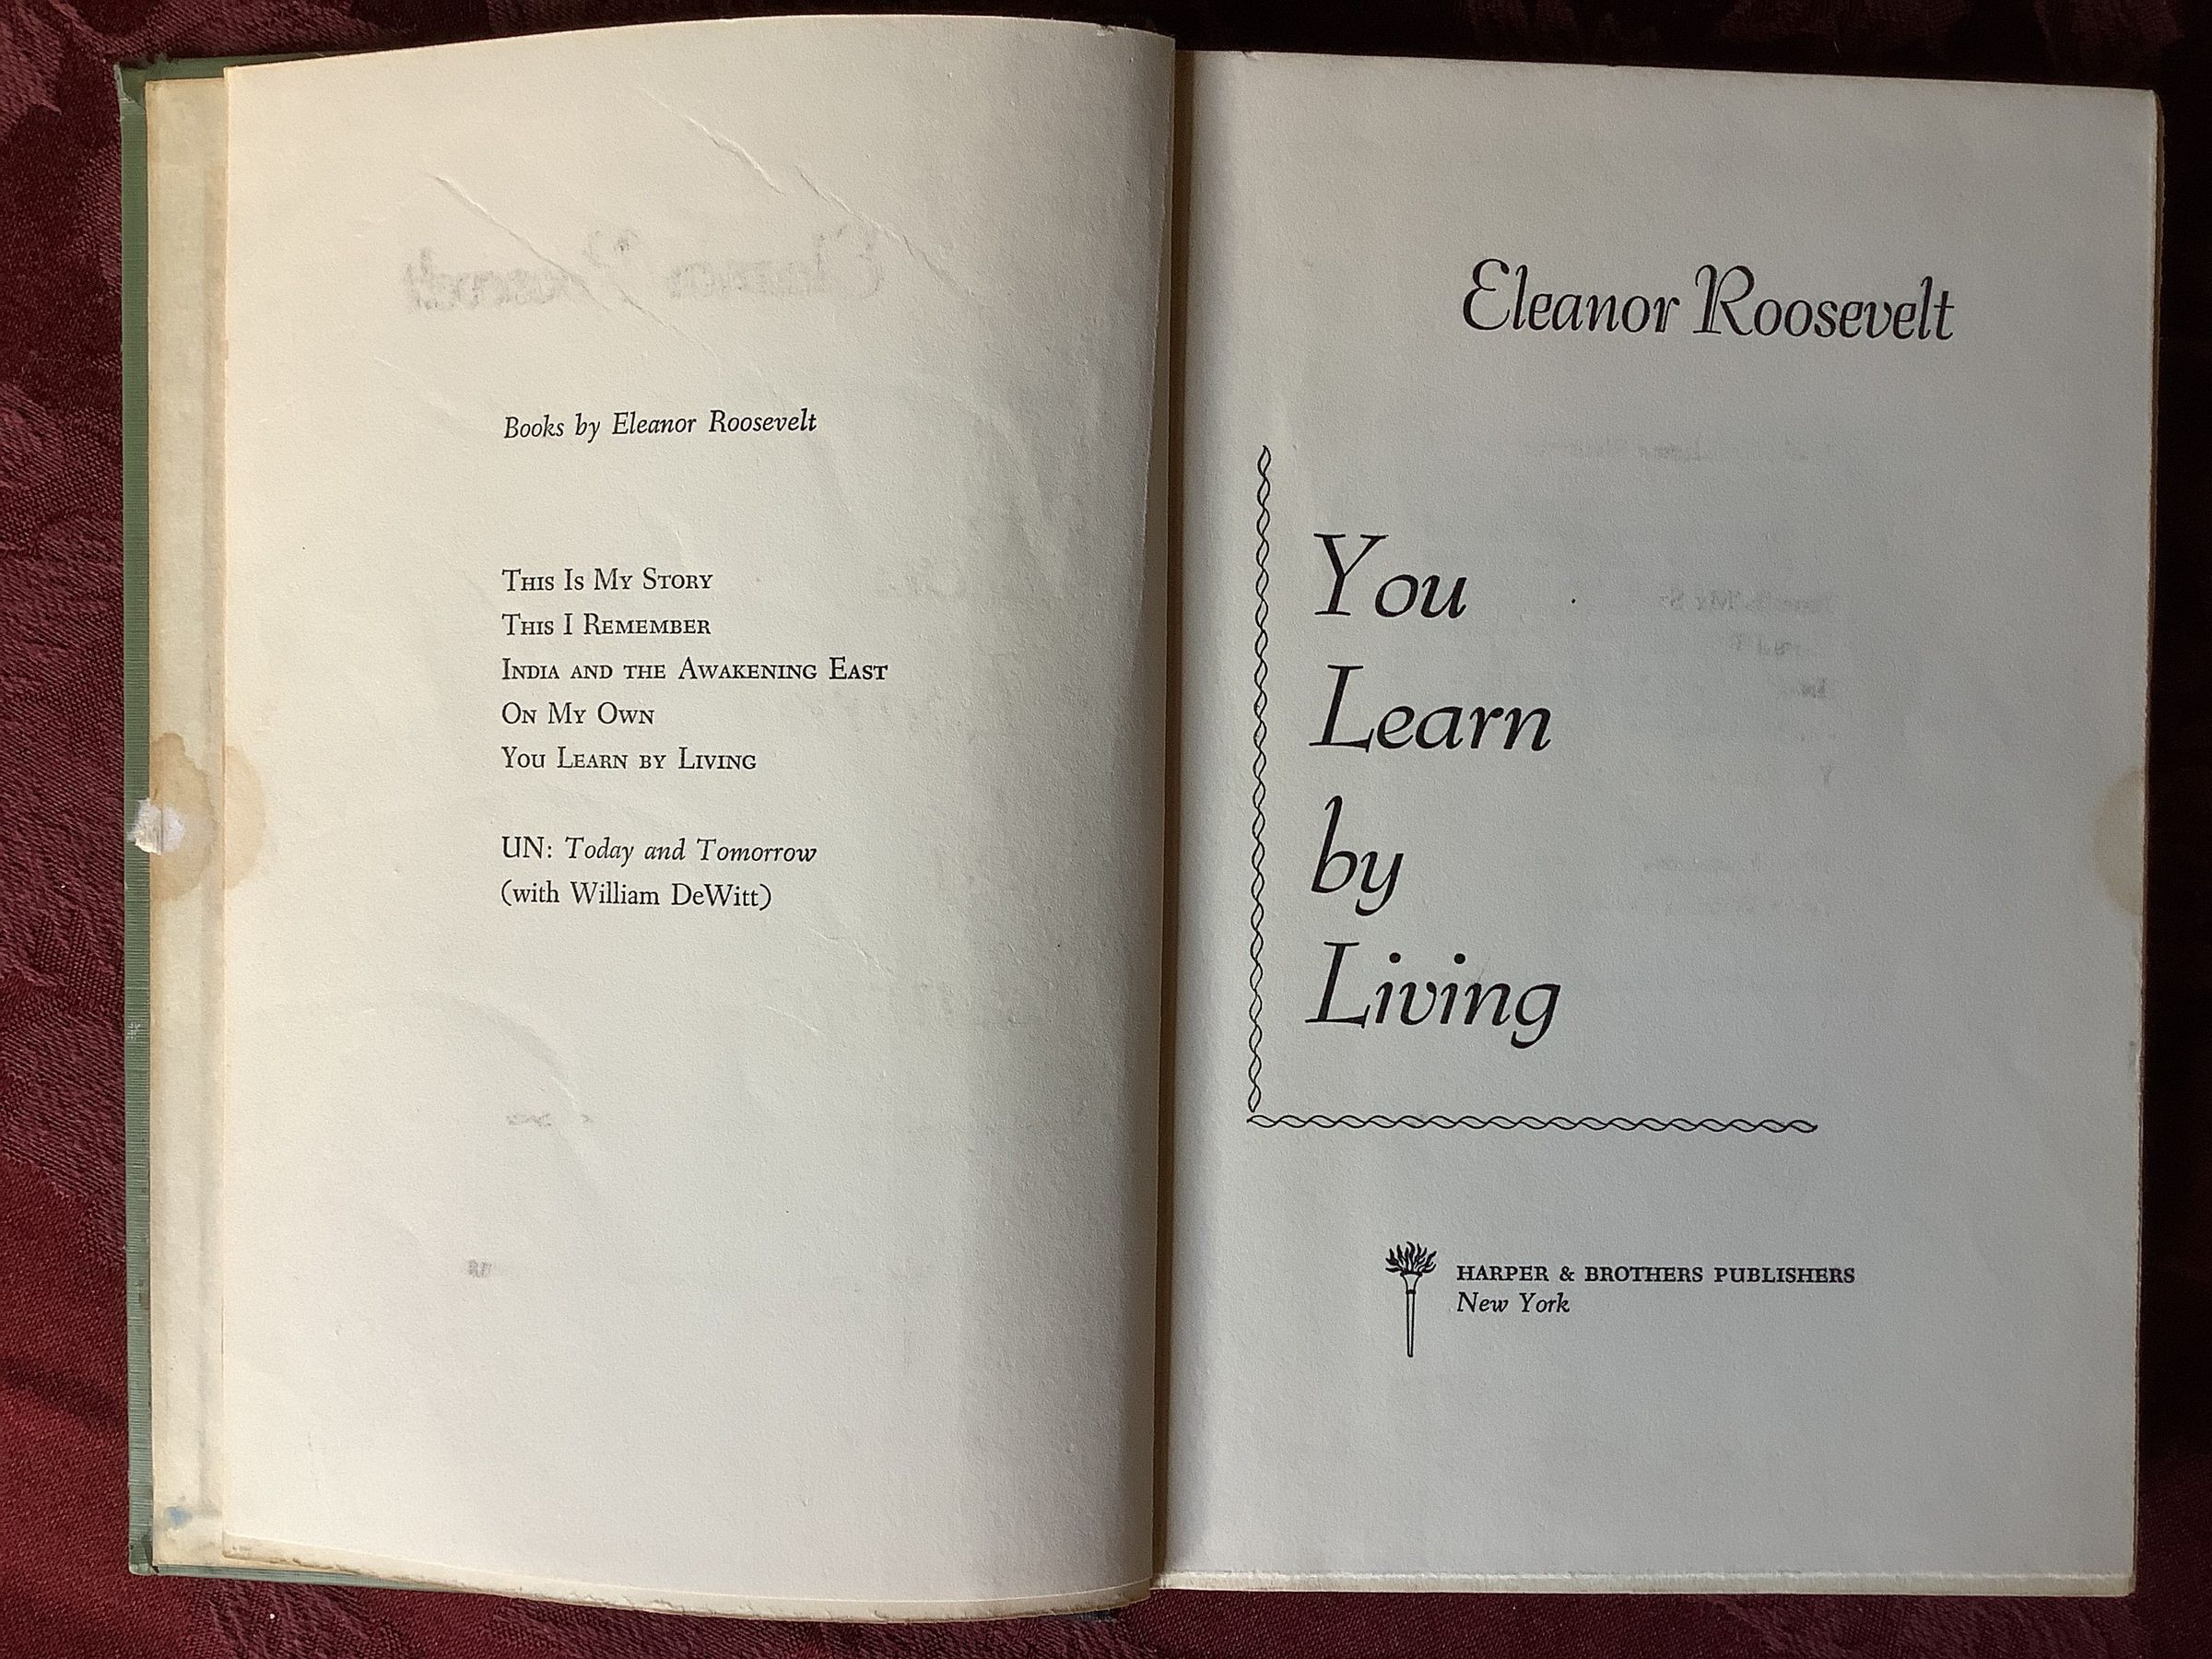 Books by Eleanor Roosevelt
This Is My Story
This I Remember
India and the Awakening East
On My Own
You Learn by Living
UN: Today and Tomorrow
(with William DeWitt)
Eleanor Roosevelt
You
Learn
by
Living
HARPER & BROTHERS PUBLISHERS
New York